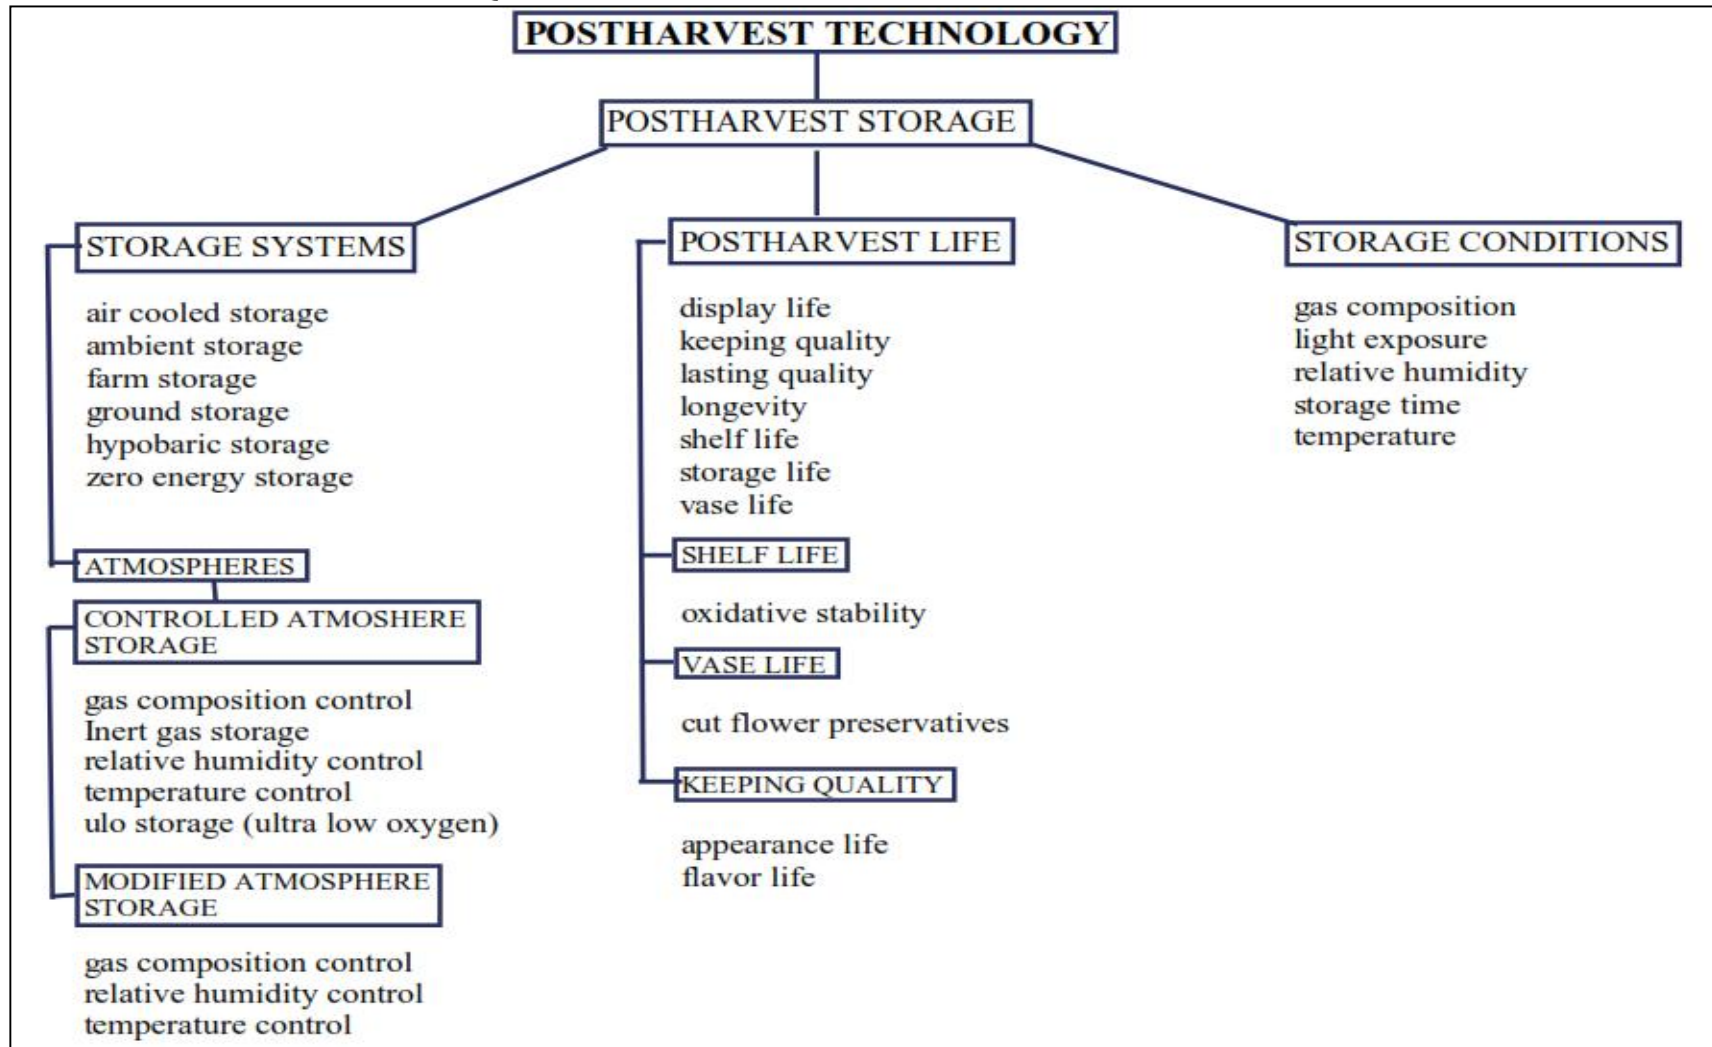 POSTHARVEST TECHNOLOGY
POSTHARVEST STORAGE
STORAGE SYSTEMS
air cooled storage
ambient storage
farm storage
ground storage
hypobaric storage
zero energy storage
ATMOSPHERES
CONTROLLED ATMOSHERE
STORAGE
gas composition control
Inert gas storage
relative humidity control
temperature control
ulo storage (ultra low oxygen)
MODIFIED ATMOSPHERE
STORAGE
gas composition control
relative humidity control
temperature control
POSTHARVEST LIFE
display life
keeping quality
lasting quality
longevity
shelf life
storage life
vase life
SHELF LIFE
oxidative stability
VASE LIFE
cut flower preservatives
KEEPING QUALITY
appearance life
flavor life
STORAGE CONDITIONS
gas composition
light exposure
relative humidity
storage time
temperature